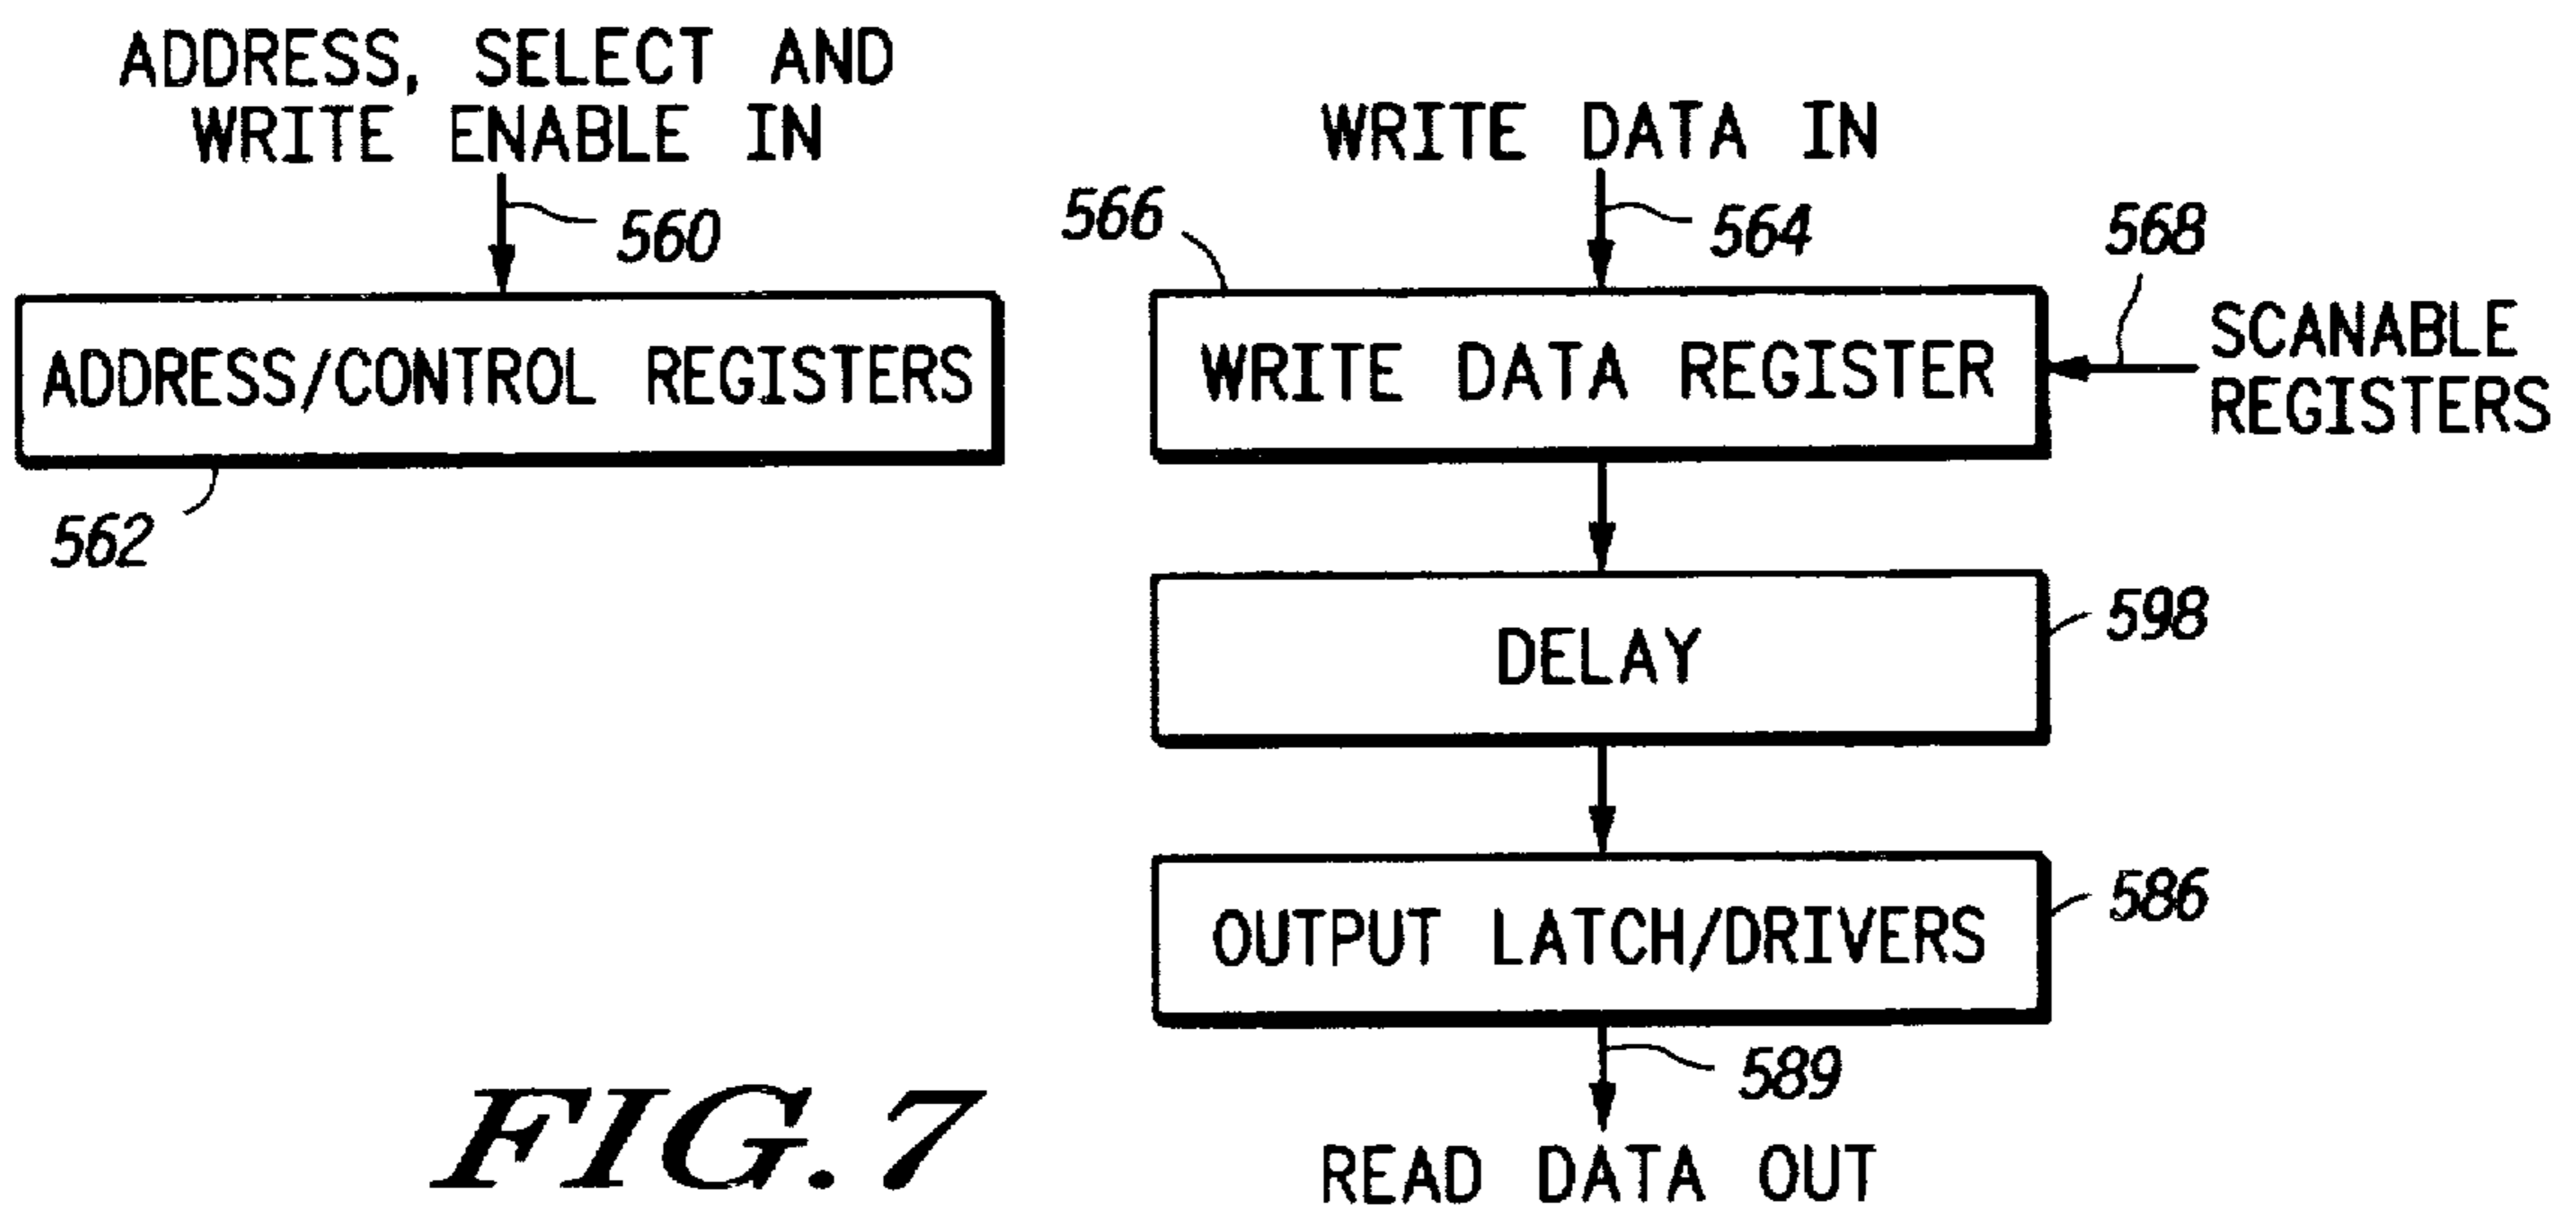 ADDRESS, SELECT AND
WRITE ENABLE IN
560
ADDRESS/CONTROL REGISTERS
562
WRITE DATA IN
564
566
568
WRITE DATA REGISTER
SCANABLE
REGISTERS
DELAY
598
OUTPUT LATCH/DRIVERS
586
589
READ DATA OUT
FIG. 7